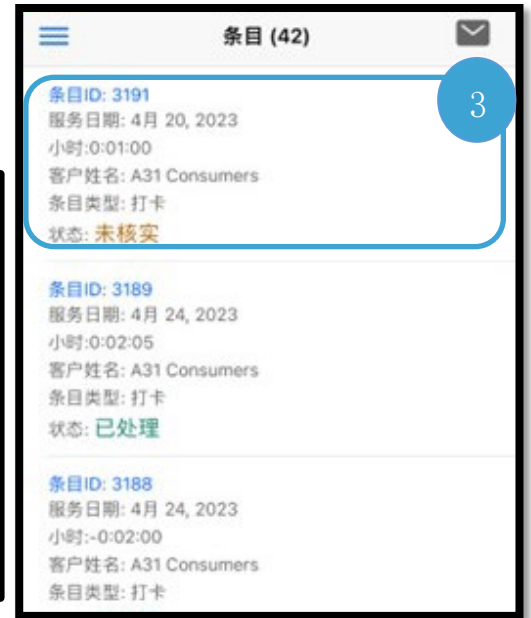 条目 (42)
3
条目ID: 3191
服务日期: 4月 20, 2023
小时:0:01:00
客户姓名: A31 Consumers
条目类型: 打卡
状态: 未核实
条目ID: 3189
服务日期: 4月 24, 2023
小时:0:02:05
客户姓名: A31 Consumers
条目类型: 打卡
状态: 已处理
条目ID: 3188
服务日期: 4月 24, 2023
小时:-0:02:00
客户姓名: A31 Consumers
条目类型: 打卡